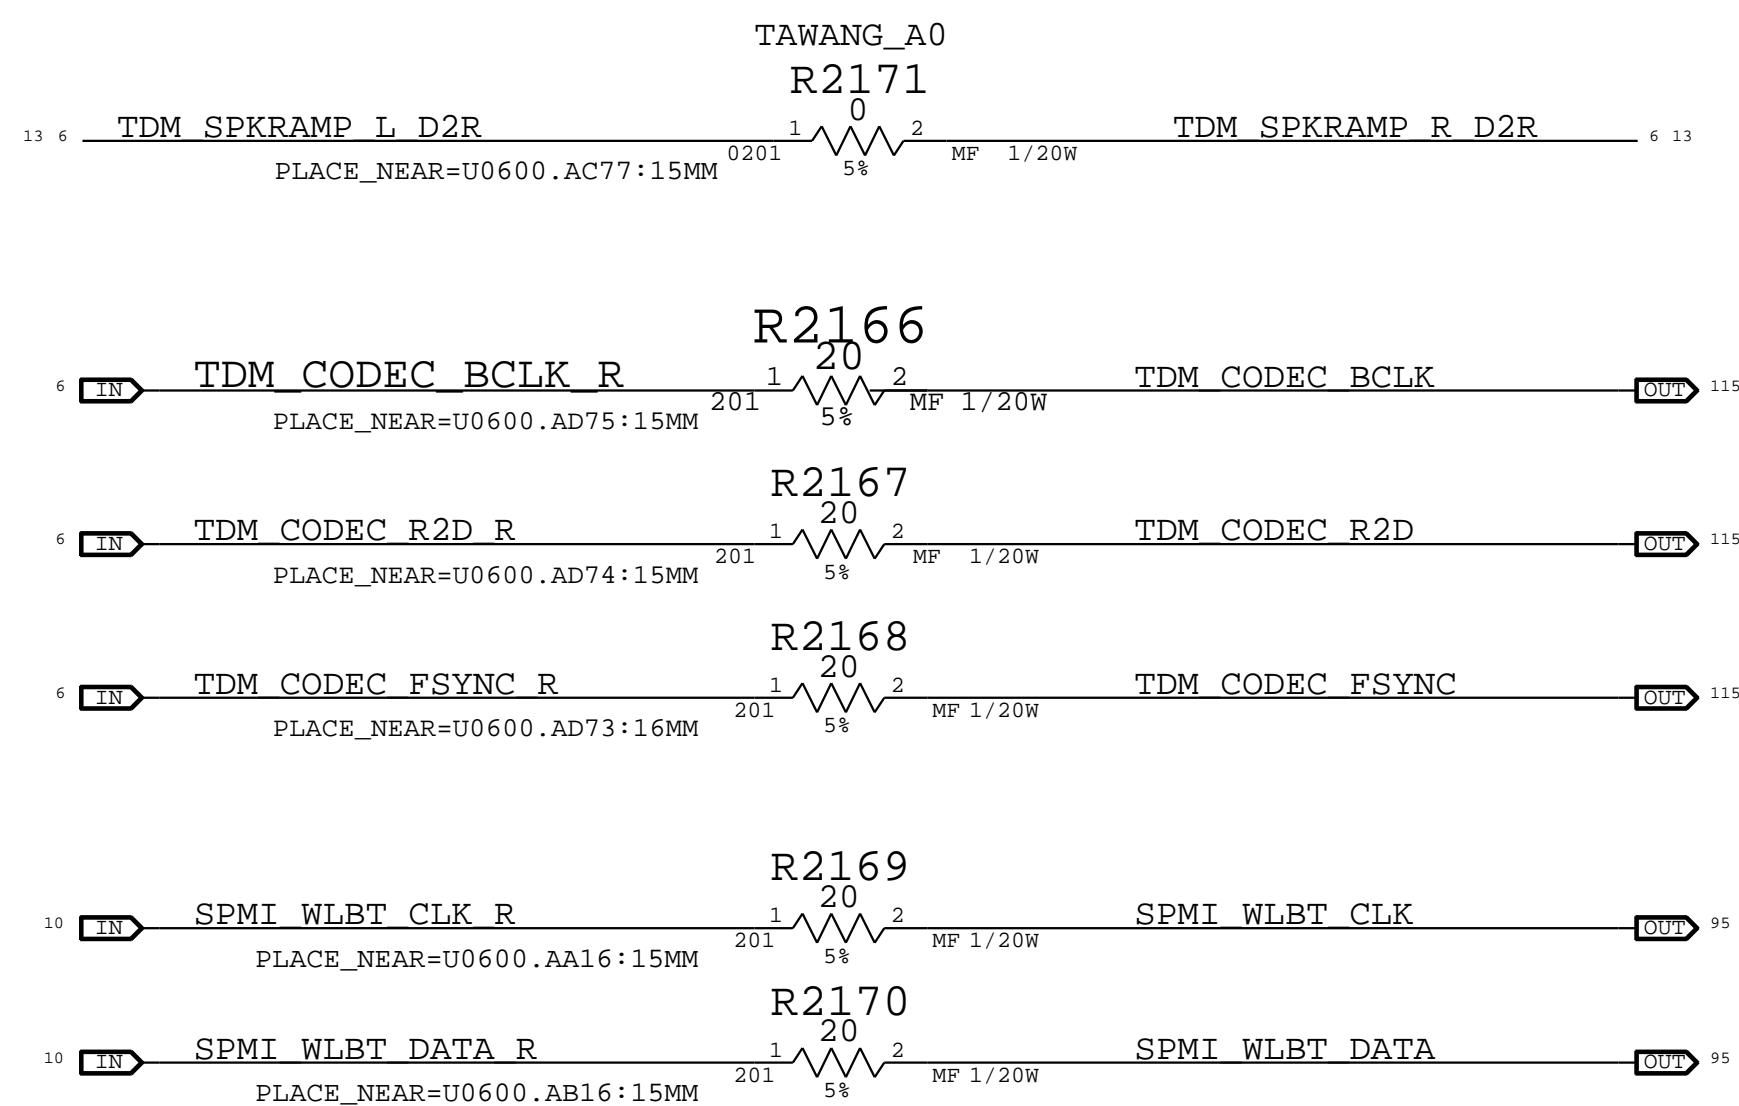 TAWANG_A0
R2171
0
13 6 TDM_SPKRAMP_L_D2R 1 2 TDM_SPKRAMP_R_D2R 6 13
PLACE_NEAR=U0600.AC77:15MM 0201 5% MF 1/20W
R2166
20
6 IN TDM_CODEC_BCLK_R 1 2 TDM_CODEC_BCLK OUT 115
PLACE_NEAR=U0600.AD75:15MM 201 5% MF 1/20W
R2167
20
6 IN TDM_CODEC_R2D_R 1 2 TDM_CODEC_R2D OUT 115
PLACE_NEAR=U0600.AD74:15MM 201 5% MF 1/20W
R2168
20
6 IN TDM_CODEC_FSYNC_R 1 2 TDM_CODEC_FSYNC OUT 115
PLACE_NEAR=U0600.AD73:16MM 201 5% MF 1/20W
R2169
20
10 IN SPMI_WLBT_CLK_R 1 2 SPMI_WLBT_CLK OUT 95
PLACE_NEAR=U0600.AA16:15MM 201 5% MF 1/20W
R2170
20
10 IN SPMI_WLBT_DATA_R 1 2 SPMI_WLBT_DATA OUT 95
PLACE_NEAR=U0600.AB16:15MM 201 5% MF 1/20W